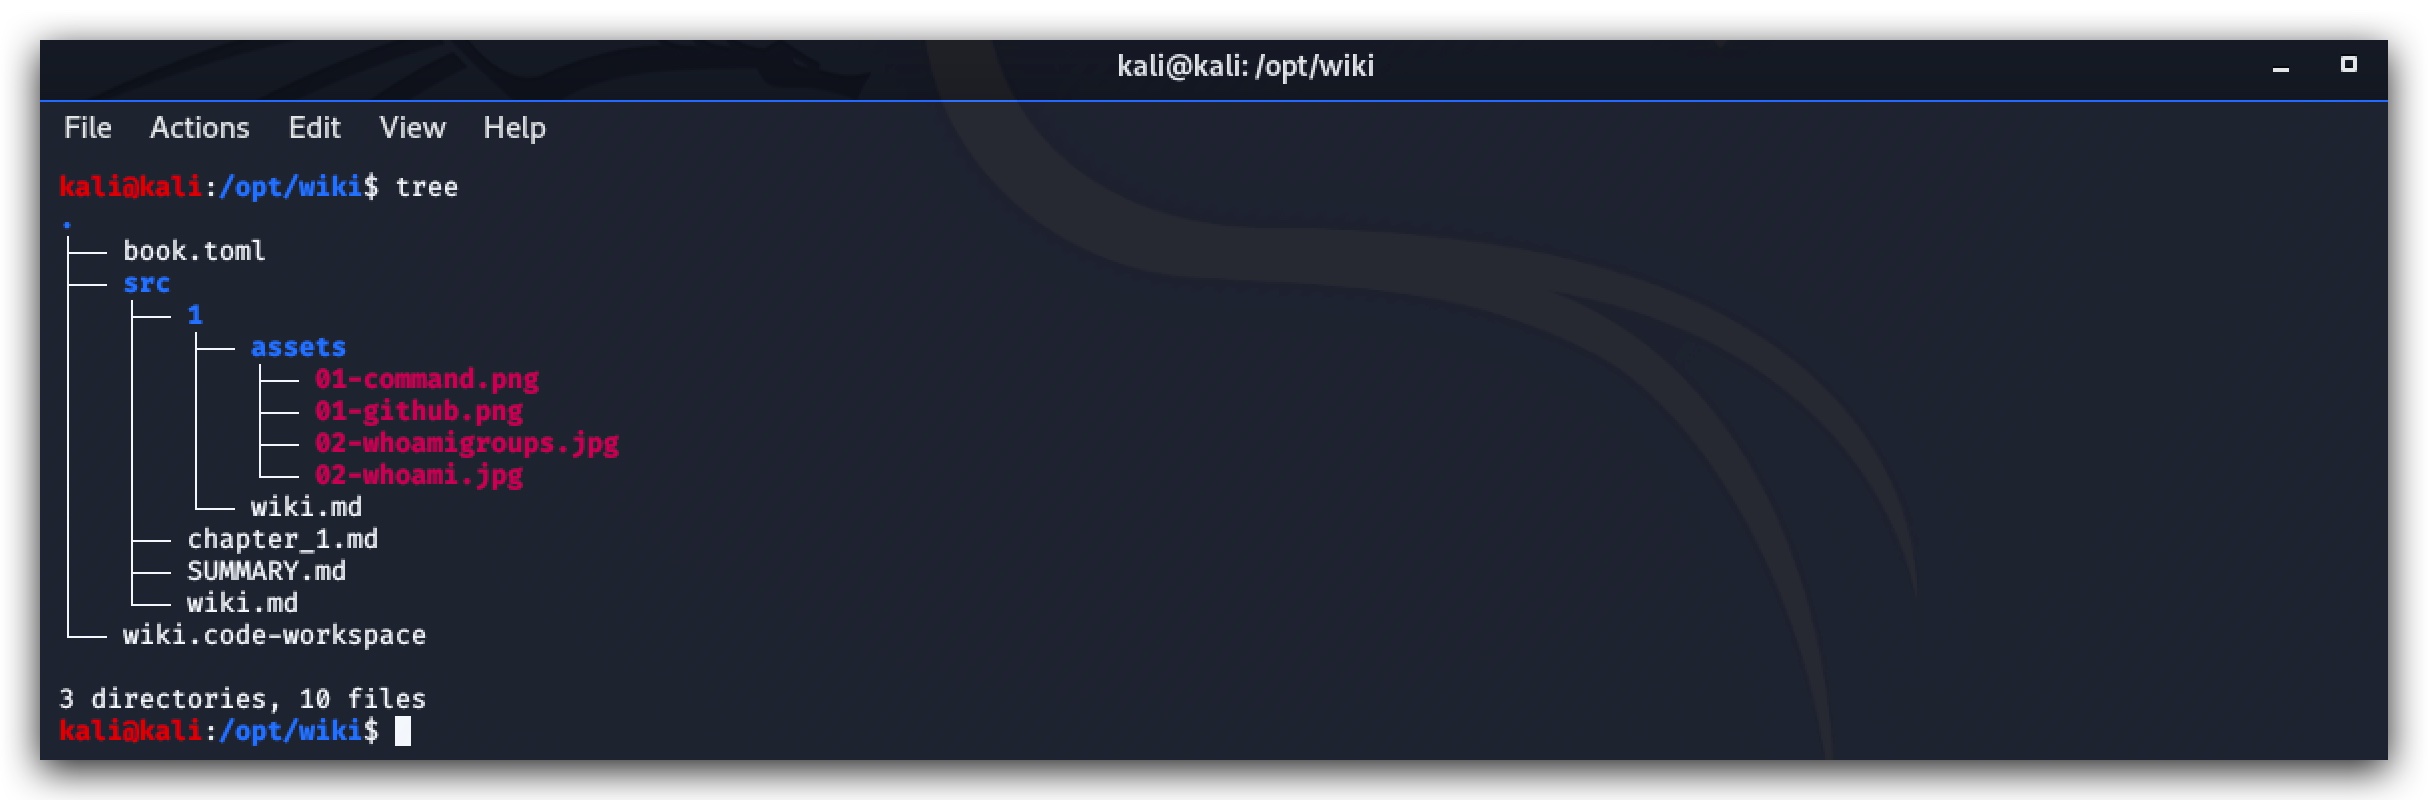 kali@kali: /opt/wiki
File Actions Edit View Help
kali@kali:/opt/wiki$ tree
.
├── book.toml
├── src
│   ├── 1
│   │   ├── assets
│   │   │   ├── 01-command.png
│   │   │   ├── 01-github.png
│   │   │   ├── 02-whoamigroups.jpg
│   │   │   └── 02-whoami.jpg
│   │   └── wiki.md
│   ├── chapter_1.md
│   ├── SUMMARY.md
│   └── wiki.md
└── wiki.code-workspace
3 directories, 10 files
kali@kali:/opt/wiki$